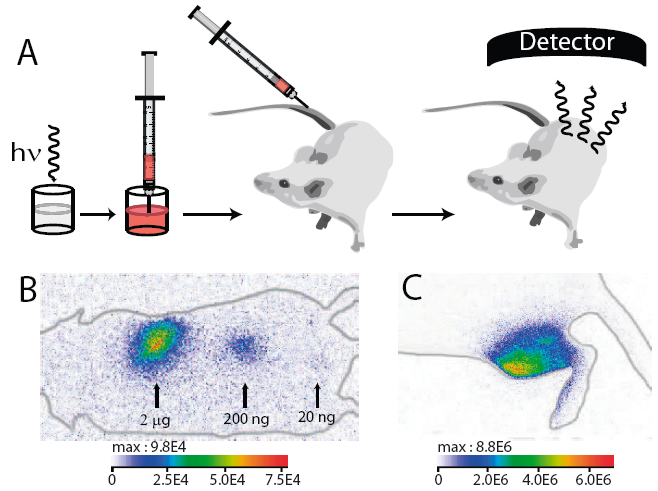 A
Detector
hν
B
C
2 μg
200 ng
20 ng
max : 9.8E4
0 2.5E4 5.0E4 7.5E4
max : 8.8E6
0 2.0E6 4.0E6 6.0E6